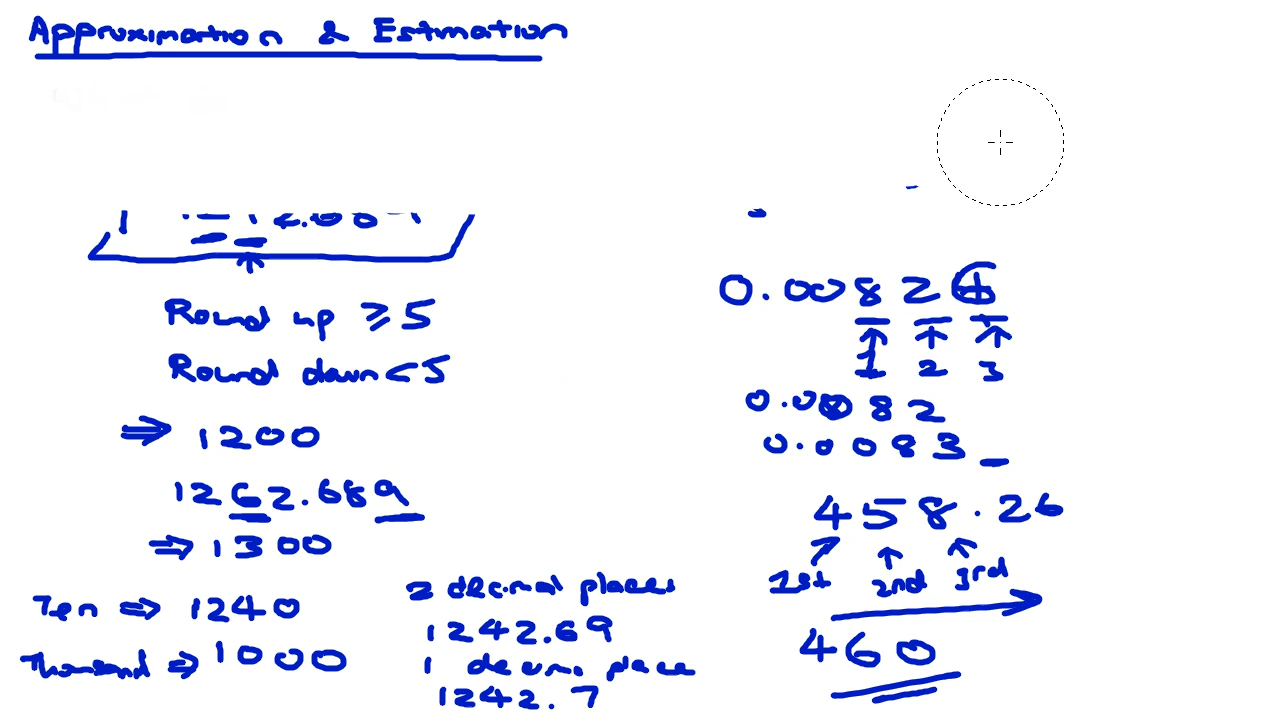 Approximation & Estimation
Round up ≥ 5
Round down < 5
⇒ 1200
1262.689
⇒ 1300
Ten ⇒ 1240
Thousand ⇒ 1000
2 decimal places
1242.69
1 decimal place
1242.7
0.00826
1 2 3
0.0082
0.0083
458.26
1st 2nd 3rd
460